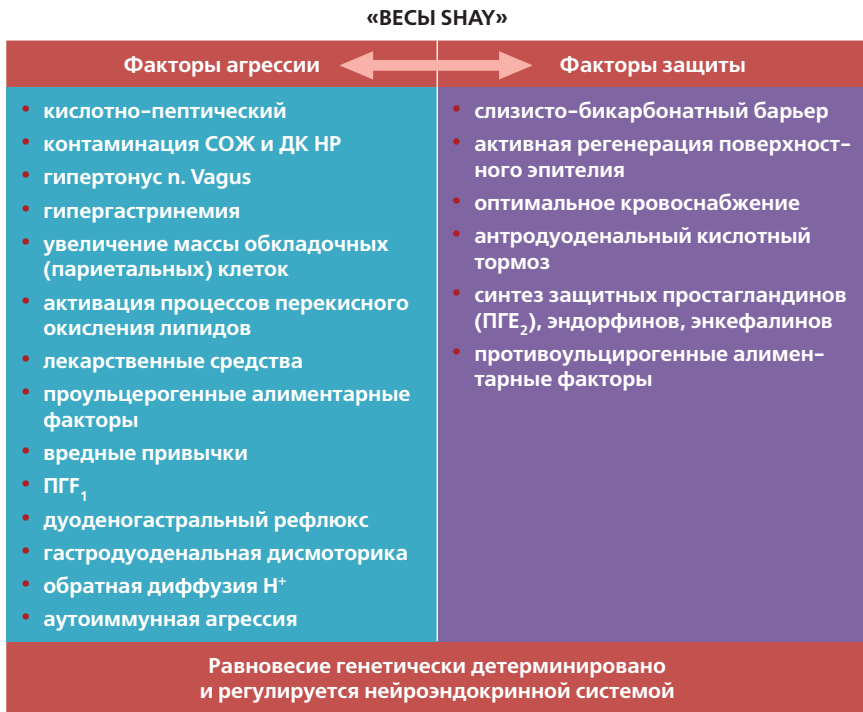 «ВЕСЫ SHAY»
Факторы агрессии
Факторы защиты
• кислотно-пептический
• контаминация СОЖ и ДК НР
• гипертонус n. Vagus
• гипергастринемия
• увеличение массы обкладочных
(париетальных) клеток
• активация процессов перекисного
окисления липидов
• лекарственные средства
• проульцерогенные алиментарные
факторы
• вредные привычки
• ПГF₁
• дуоденогастральный рефлюкс
• гастродуоденальная дисмоторика
• обратная диффузия Н⁺
• аутоиммунная агрессия
• слизисто-бикарбонатный барьер
• активная регенерация поверхност-
ного эпителия
• оптимальное кровоснабжение
• антродуоденальный кислотный
тормоз
• синтез защитных простагландинов
(ПГЕ₂), эндорфинов, энкефалинов
• противоульцирогенные алимен-
тарные факторы
Равновесие генетически детерминировано
и регулируется нейроэндокринной системой